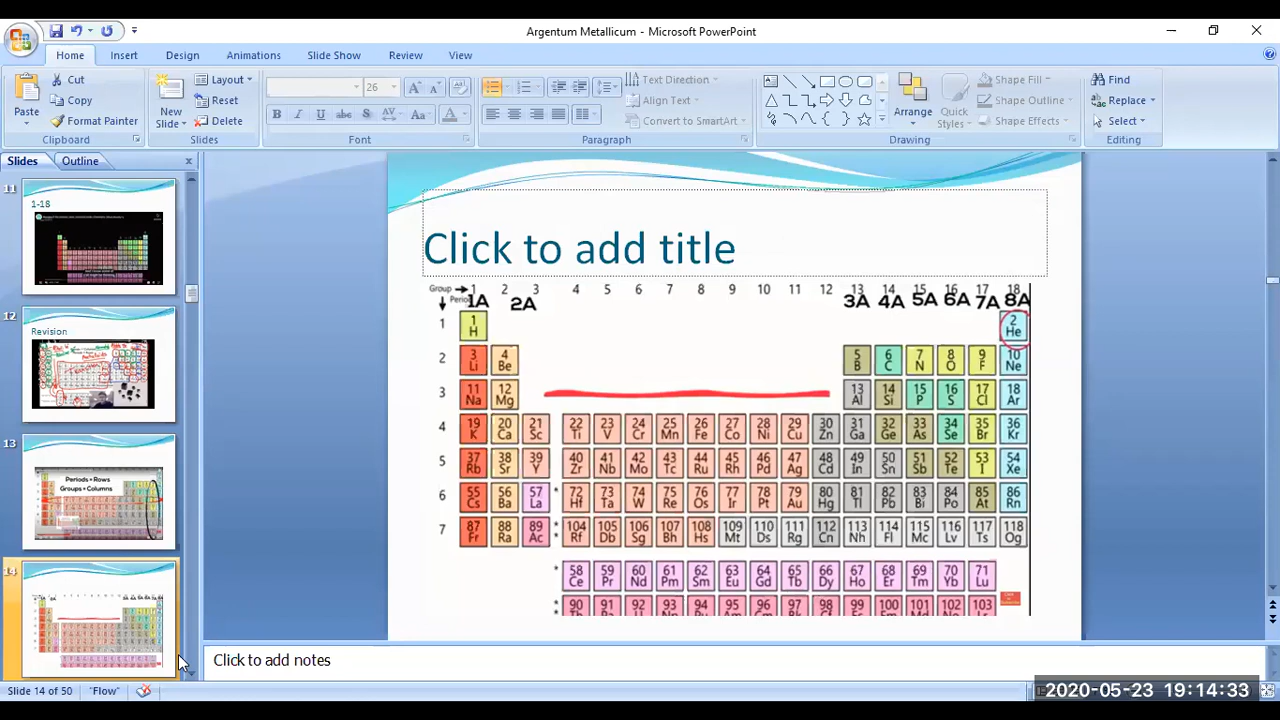 Argentum Metallicum - Microsoft PowerPoint
Home Insert Design Slide Show Animations Review View
Cut
Copy
Format Painter
Paste
Clipboard
New Slide
Layout
Reset
Delete
Slides
26
Font
Paragraph
Text Direction
Align Text
Convert to SmartArt
Arrange
Quick Styles
Shape Fill
Shape Outline
Shape Effects
Drawing
Find
Replace
Select
Editing
Slides Outline
11
1-18
12
Revision
13
Periods = Rows
Groups = Columns
14
Click to add title
Group 1 2 3 4 5 6 7 8 9 10 11 12 13 14 15 16 17 18
1A 2A 3A 4A 5A 6A 7A 8A
1 1 H 2 He
2 3 Li 4 Be 5 B 6 C 7 N 8 O 9 F 10 Ne
3 11 Na 12 Mg 13 Al 14 Si 15 P 16 S 17 Cl 18 Ar
4 19 K 20 Ca 21 Sc 22 Ti 23 V 24 Cr 25 Mn 26 Fe 27 Co 28 Ni 29 Cu 30 Zn 31 Ga 32 Ge 33 As 34 Se 35 Br 36 Kr
5 37 Rb 38 Sr 39 Y 40 Zr 41 Nb 42 Mo 43 Tc 44 Ru 45 Rh 46 Pd 47 Ag 48 Cd 49 In 50 Sn 51 Sb 52 Te 53 I 54 Xe
6 55 Cs 56 Ba 57 La * 72 Hf 73 Ta 74 W 75 Re 76 Os 77 Ir 78 Pt 79 Au 80 Hg 81 Tl 82 Pb 83 Bi 84 Po 85 At 86 Rn
7 87 Fr 88 Ra 89 Ac * * 104 Rf 105 Db 106 Sg 107 Bh 108 Hs 109 Mt 110 Ds 111 Rg 112 Cn 113 Nh 114 Fl 115 Mc 116 Lv 117 Ts 118 Og
* 58 Ce 59 Pr 60 Nd 61 Pm 62 Sm 63 Eu 64 Gd 65 Tb 66 Dy 67 Ho 68 Er 69 Tm 70 Yb 71 Lu
* * 90 91 92 93 94 95 96 97 98 99 100 101 102 103
Click to add notes
Slide 14 of 50 "Flow"
2020-05-23 19:14:33